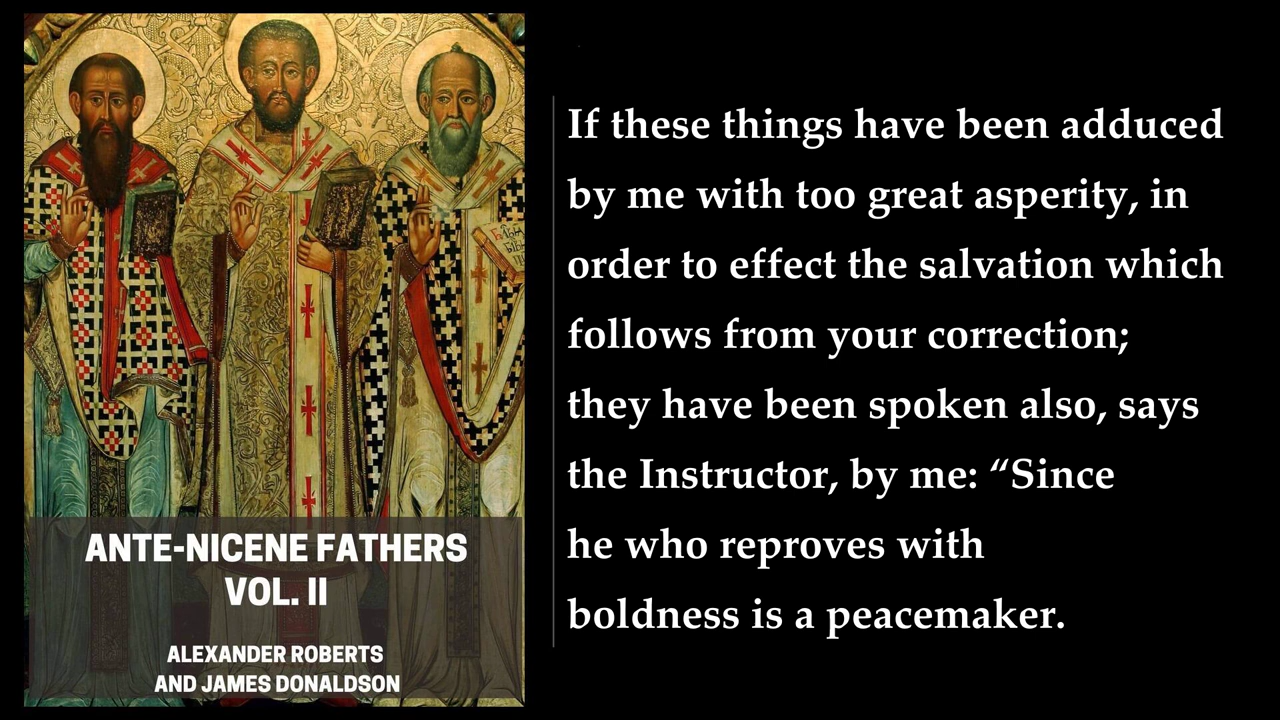 ANTE-NICENE FATHERS
VOL. II
ALEXANDER ROBERTS
AND JAMES DONALDSON
If these things have been adduced
by me with too great asperity, in
order to effect the salvation which
follows from your correction;
they have been spoken also, says
the Instructor, by me: “Since
he who reproves with
boldness is a peacemaker.